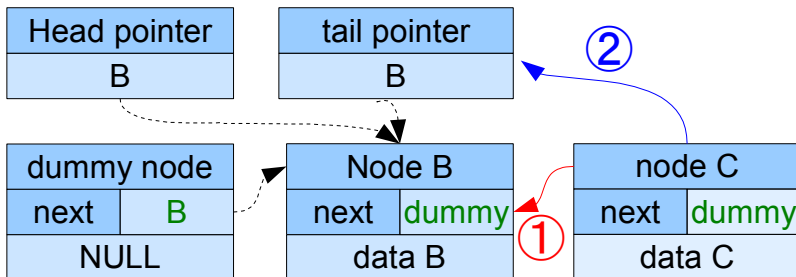 Head pointer
B
tail pointer
B
②
dummy node
next B
NULL
Node B
next dummy
data B
①
node C
next dummy
data C